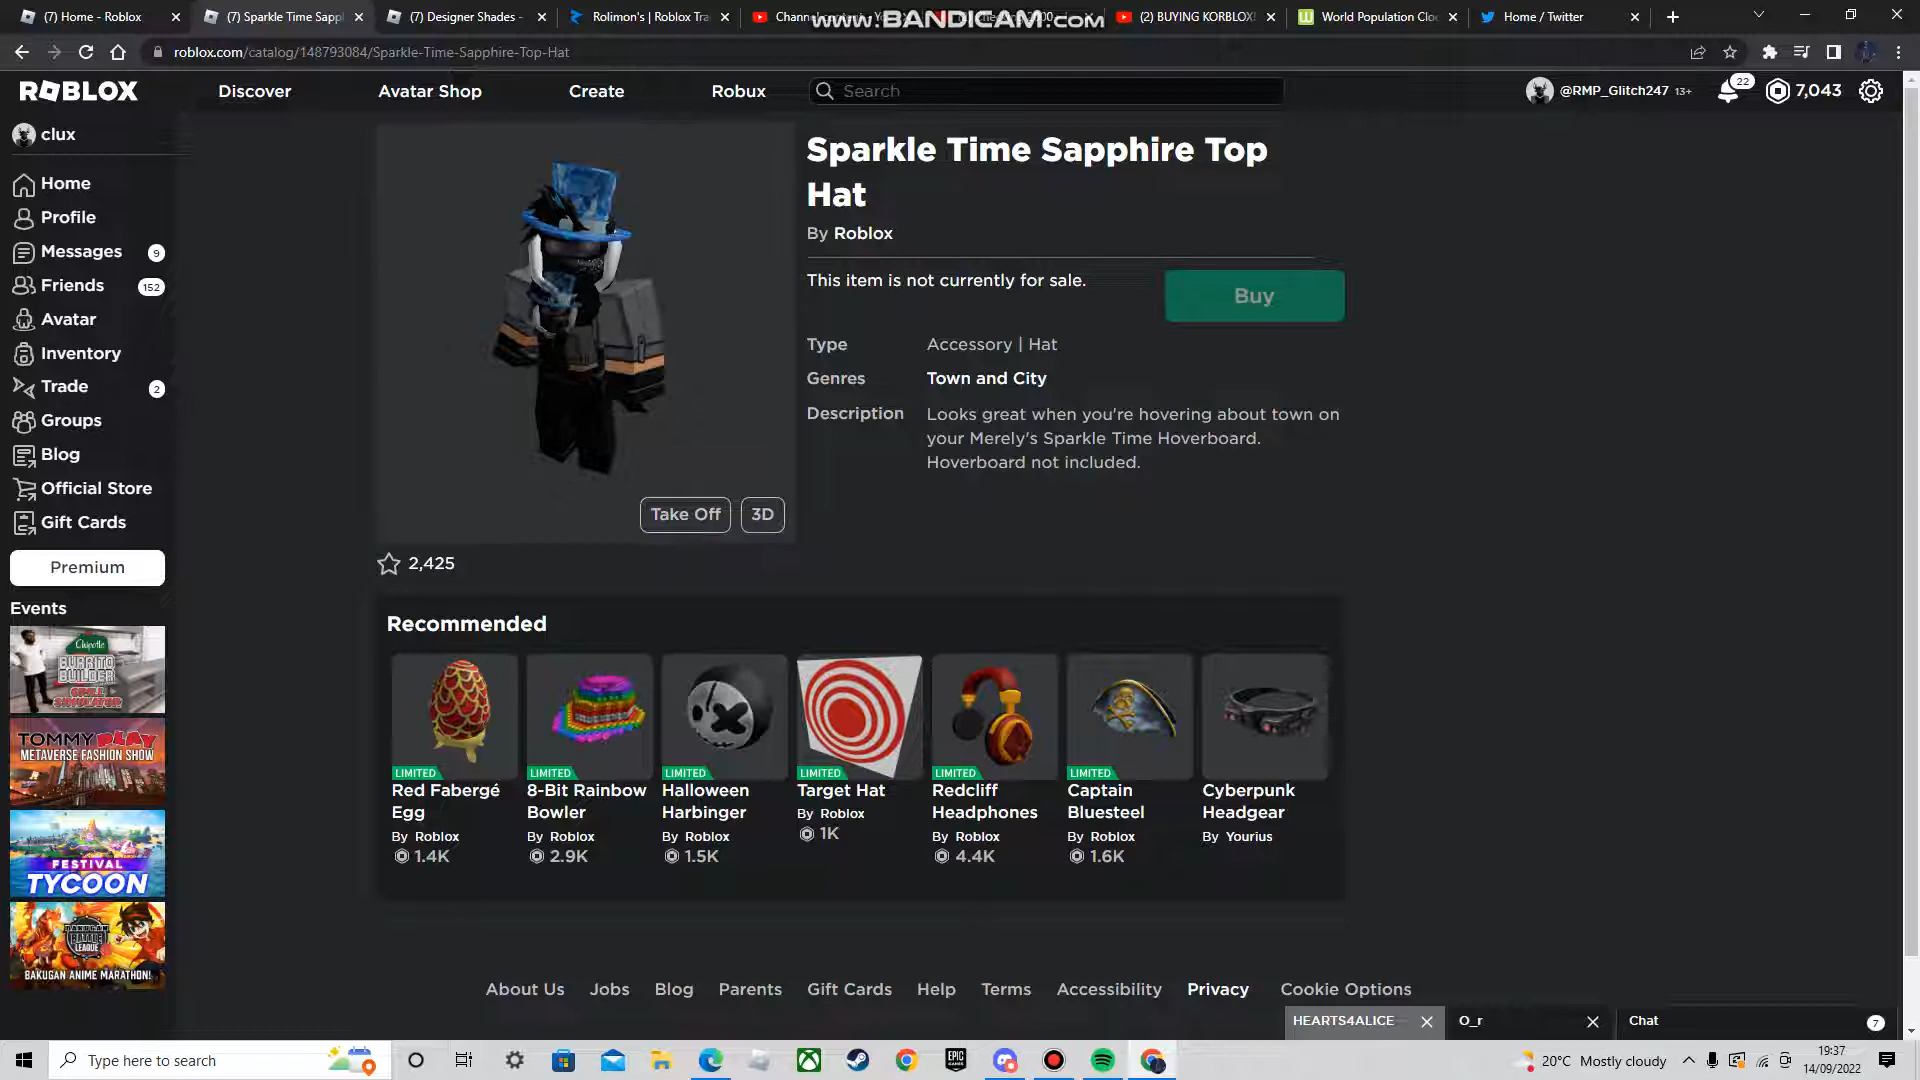 (7) Home - Roblox
(7) Sparkle Time Sapp
(7) Designer Shades -
Rolimon's | Roblox Tra
(2) BUYING KORBLOX!
World Population Clo
Home / Twitter
www.BANDICAM.com
roblox.com/catalog/148793084/Sparkle-Time-Sapphire-Top-Hat
ROBLOX
Discover
Avatar Shop
Create
Robux
Search
@RMP_Glitch247 13+
22
7,043
clux
Home
Profile
Messages 9
Friends 152
Avatar
Inventory
Trade 2
Groups
Blog
Official Store
Gift Cards
Premium
Events
Chipotle
BURRITO
BUILDER
GRILL SIMULATOR
TOMMY PLAY
METAVERSE FASHION SHOW
FESTIVAL
TYCOON
BAKUGAN
BATTLE
LEAGUE
BAKUGAN ANIME MARATHON!
Sparkle Time Sapphire Top
Hat
By Roblox
This item is not currently for sale.
Buy
Type Accessory | Hat
Genres Town and City
Description Looks great when you're hovering about town on
your Merely's Sparkle Time Hoverboard.
Hoverboard not included.
Take Off
3D
2,425
Recommended
LIMITED
Red Fabergé
Egg
By Roblox
1.4K
LIMITED
8-Bit Rainbow
Bowler
By Roblox
2.9K
LIMITED
Halloween
Harbinger
By Roblox
1.5K
LIMITED
Target Hat
By Roblox
1K
LIMITED
Redcliff
Headphones
By Roblox
4.4K
LIMITED
Captain
Bluesteel
By Roblox
1.6K
Cyberpunk
Headgear
By Yourius
About Us Jobs Blog Parents Gift Cards Help Terms Accessibility Privacy Cookie Options
HEARTS4ALICE
O_r
Chat
7
Type here to search
EPIC
GAMES
20°C Mostly cloudy
19:37
14/09/2022